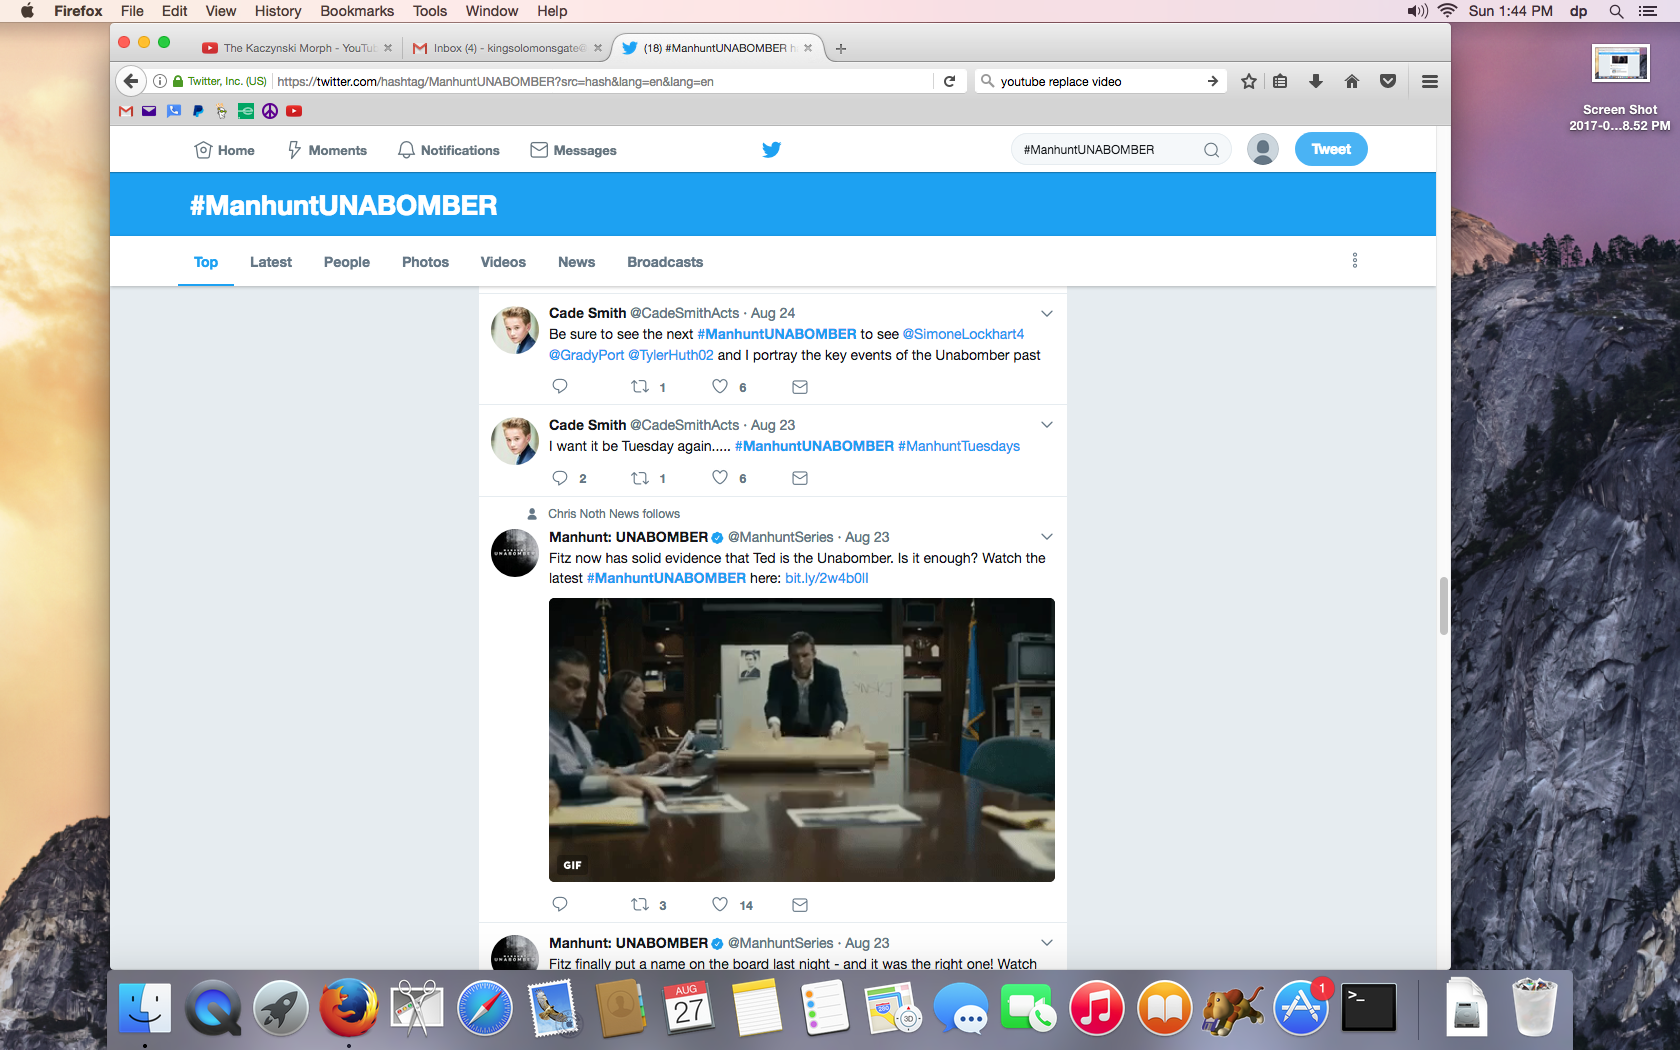 Firefox File Edit View History Bookmarks Tools Window Help Sun 1:44 PM dp
The Kaczynski Morph - YouTu
Inbox (4) - kingsolomonsgate@
(18) #ManhuntUNABOMBER h
Twitter, Inc. (US) https://twitter.com/hashtag/ManhuntUNABOMBER?src=hash&lang=en&lang=en
youtube replace video
Screen Shot
2017-0...8.52 PM
Home Moments Notifications Messages
#ManhuntUNABOMBER
Tweet
#ManhuntUNABOMBER
Top Latest People Photos Videos News Broadcasts
Cade Smith @CadeSmithActs · Aug 24
Be sure to see the next #ManhuntUNABOMBER to see @SimoneLockhart4
@GradyPort @TylerHuth02 and I portray the key events of the Unabomber past
1 6
Cade Smith @CadeSmithActs · Aug 23
I want it be Tuesday again..... #ManhuntUNABOMBER #ManhuntTuesdays
2 1 6
Chris Noth News follows
Manhunt: UNABOMBER @ManhuntSeries · Aug 23
Fitz now has solid evidence that Ted is the Unabomber. Is it enough? Watch the
latest #ManhuntUNABOMBER here: bit.ly/2w4b0lI
UNABOMBER
GIF
3 14
Manhunt: UNABOMBER @ManhuntSeries · Aug 23
Fitz finally put a name on the board last night - and it was the right one! Watch
UNABOMBER
AUG
27
3D
1
>_